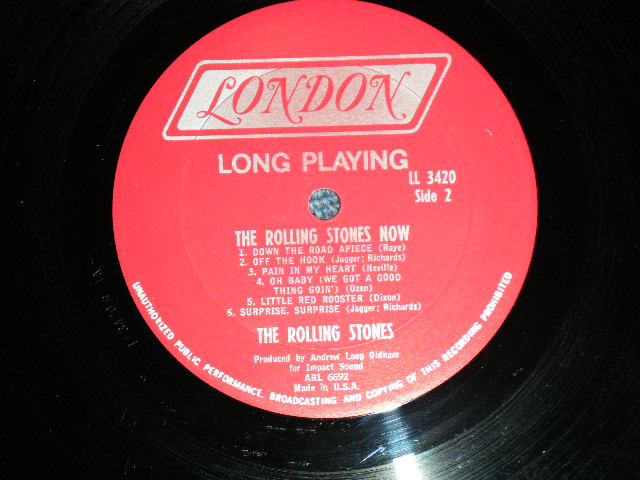 LONDON
LONG PLAYING
LL 3420
Side 2
THE ROLLING STONES NOW
1. DOWN THE ROAD APIECE (Raye)
2. OFF THE HOOK (Jagger; Richards)
3. PAIN IN MY HEART (Neville)
4. OH BABY (WE GOT A GOOD
THING GOIN') (Ozen)
5. LITTLE RED ROOSTER (Dixon)
6. SURPRISE, SURPRISE (Jagger; Richards)
THE ROLLING STONES
Produced by Andrew Loog Oldham
for Impact Sound
ARL 6692
Made in U.S.A.
UNAUTHORIZED PUBLIC PERFORMANCE, BROADCASTING AND COPYING OF THIS RECORDING PROHIBITED